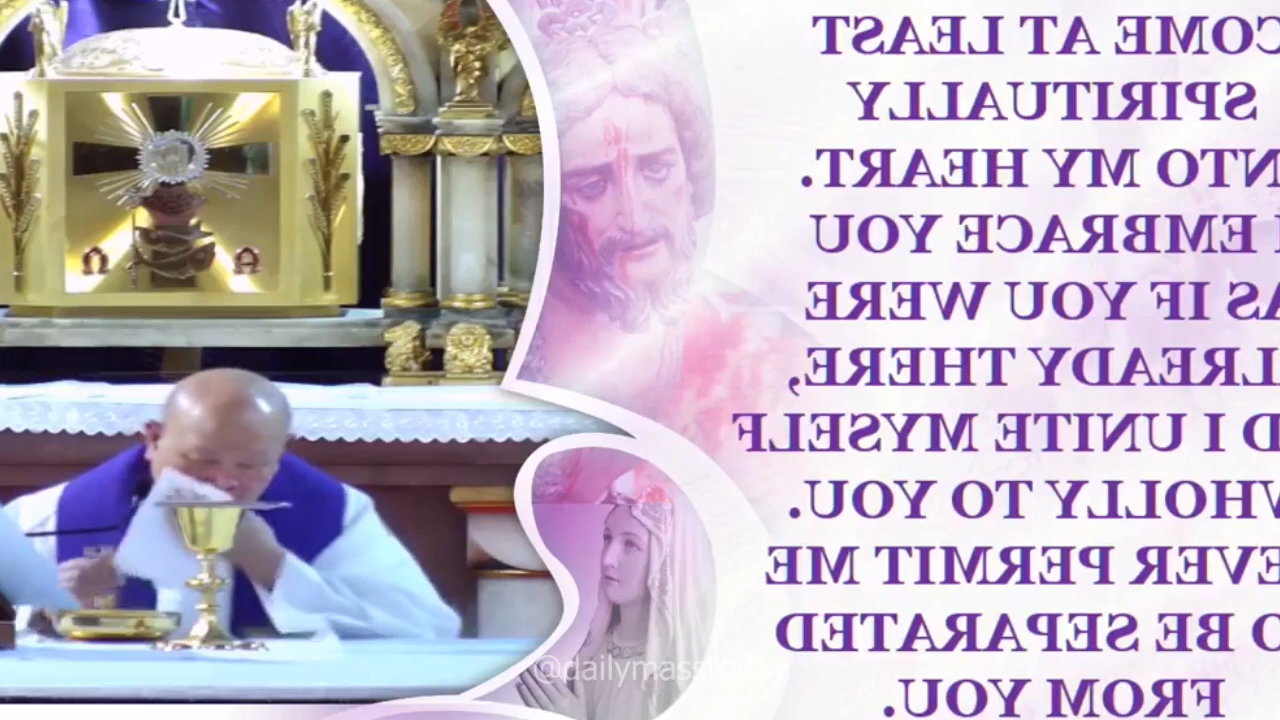 COME AT LEAST
SPIRITUALLY
NTO MY HEART.
I EMBRACE YOU
AS IF YOU WERE
LREADY THERE,
D I UNITE MYSELF
WHOLLY TO YOU.
EVER PERMIT ME
O BE SEPARATED
FROM YOU.